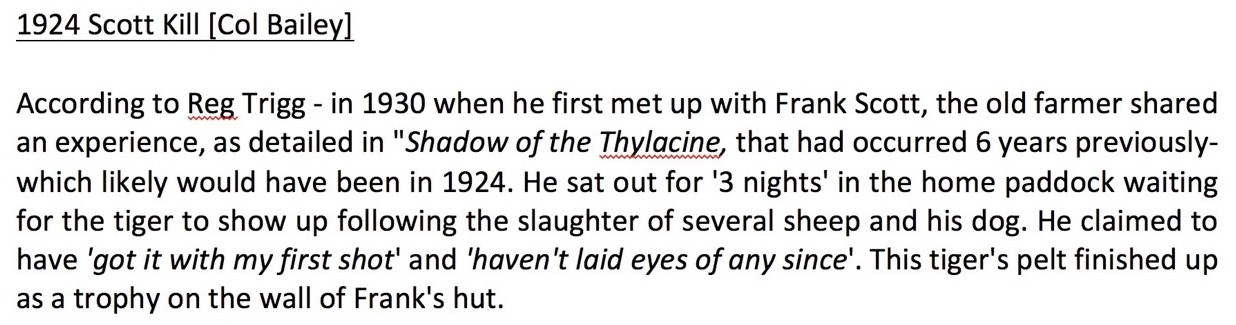 1924 Scott Kill [Col Bailey]
According to Reg Trigg - in 1930 when he first met up with Frank Scott, the old farmer shared
an experience, as detailed in "Shadow of the Thylacine, that had occurred 6 years previously-
which likely would have been in 1924. He sat out for '3 nights' in the home paddock waiting
for the tiger to show up following the slaughter of several sheep and his dog. He claimed to
have 'got it with my first shot' and 'haven't laid eyes of any since'. This tiger's pelt finished up
as a trophy on the wall of Frank's hut.